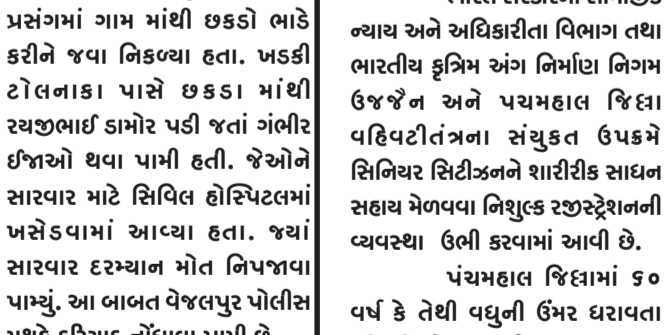 પ્રસંગમાં ગામ માંથી છકડો ભાડે
કરીને જવા નિકળ્યા હતા. ખડકી
ટોલનાકા પાસે છકડા માંથી
રયજીભાઈ ડામોર પડી જતાં ગંભીર
ઈજાઓ થવા પામી હતી. જેઓને
સારવાર માટે સિવિલ હોસ્પિટલમાં
ખસેડવામાં આવ્યા હતા. જયાં
સારવાર દરમ્યાન મોત નિપજાવા
પામ્યું. આ બાબત વેજલપુર પોલીસ
ન્યાય અને અધિકારીતા વિભાગ તથા
ભારતીય કૃત્રિમ અંગ નિર્માણ નિગમ
ઉજજૈન અને પચમહાલ જિલ્લા
વહિવટીતંત્રના સંયુકત ઉપક્રમે
સિનિયર સિટીઝનને શારીરીક સાધન
સહાય મેળવવા નિશુલ્ક રજીસ્ટ્રેશનની
વ્યવસ્થા ઉભી કરવામાં આવી છે.
પંચમહાલ જિલ્લામાં ૬૦
વર્ષ કે તેથી વધુની ઉંમર ધરાવતા